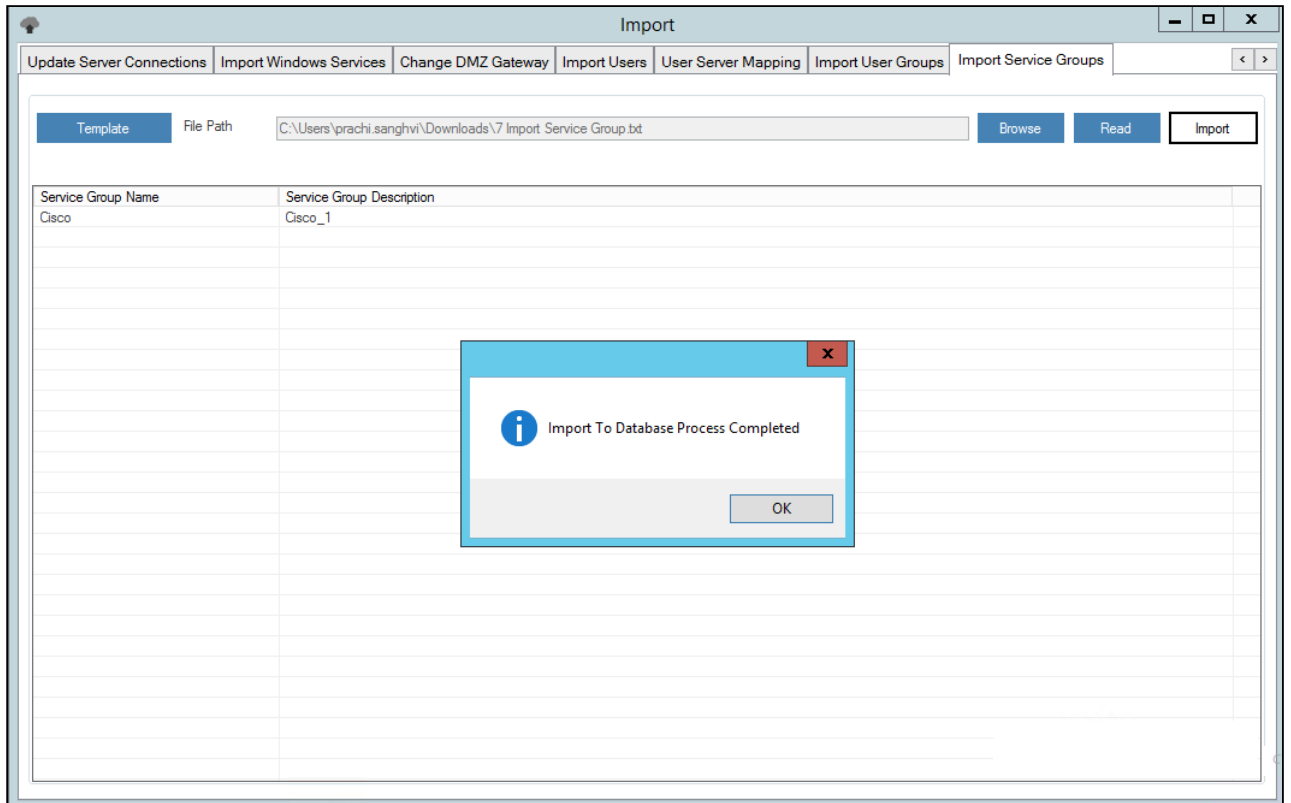 Import
Update Server Connections Import Windows Services Change DMZ Gateway Import Users User Server Mapping Import User Groups Import Service Groups
Template File Path C:\Users\prachi.sanghvi\Downloads\7 Import Service Group.txt Browse Read Import
Service Group Name Service Group Description
Cisco Cisco_1
Import To Database Process Completed
OK